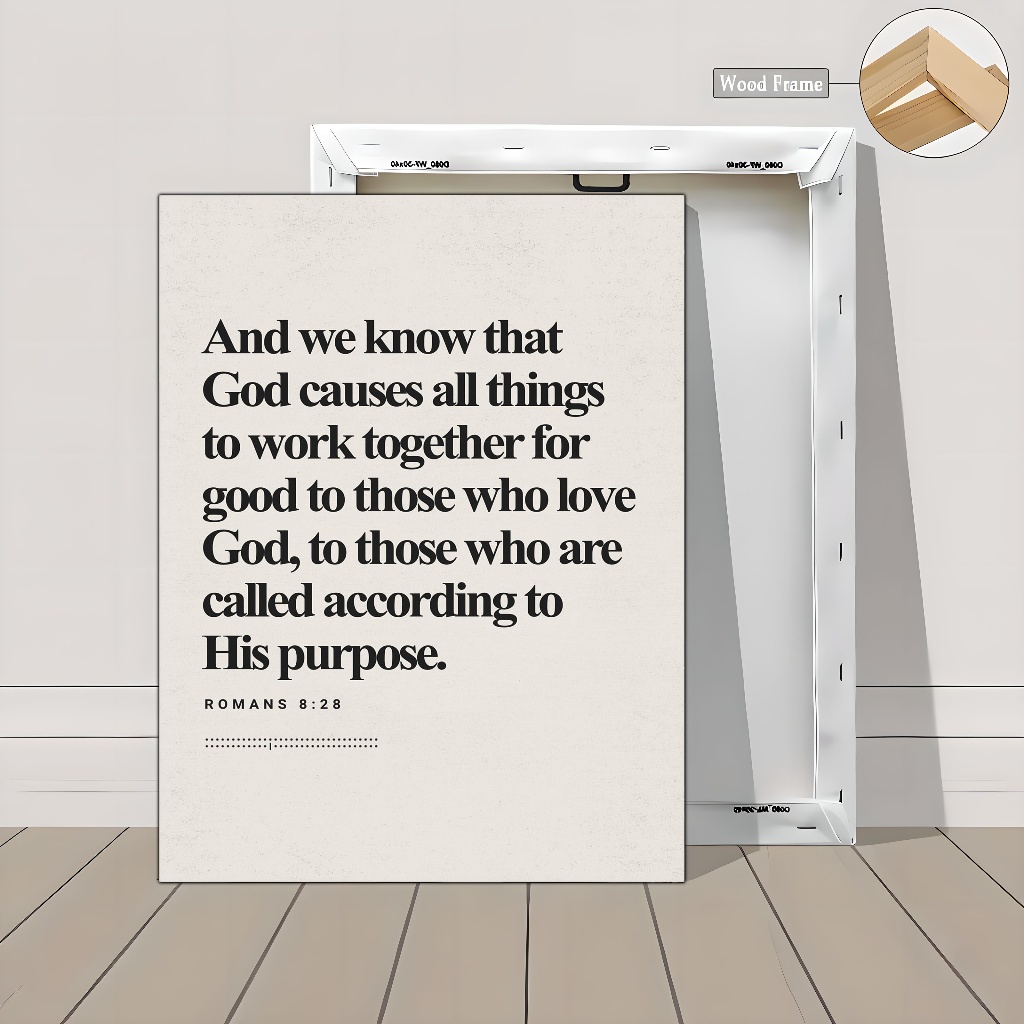 Wood Frame
And we know that
God causes all things
to work together for
good to those who love
God, to those who are
called according to
His purpose.
ROMANS 8:28